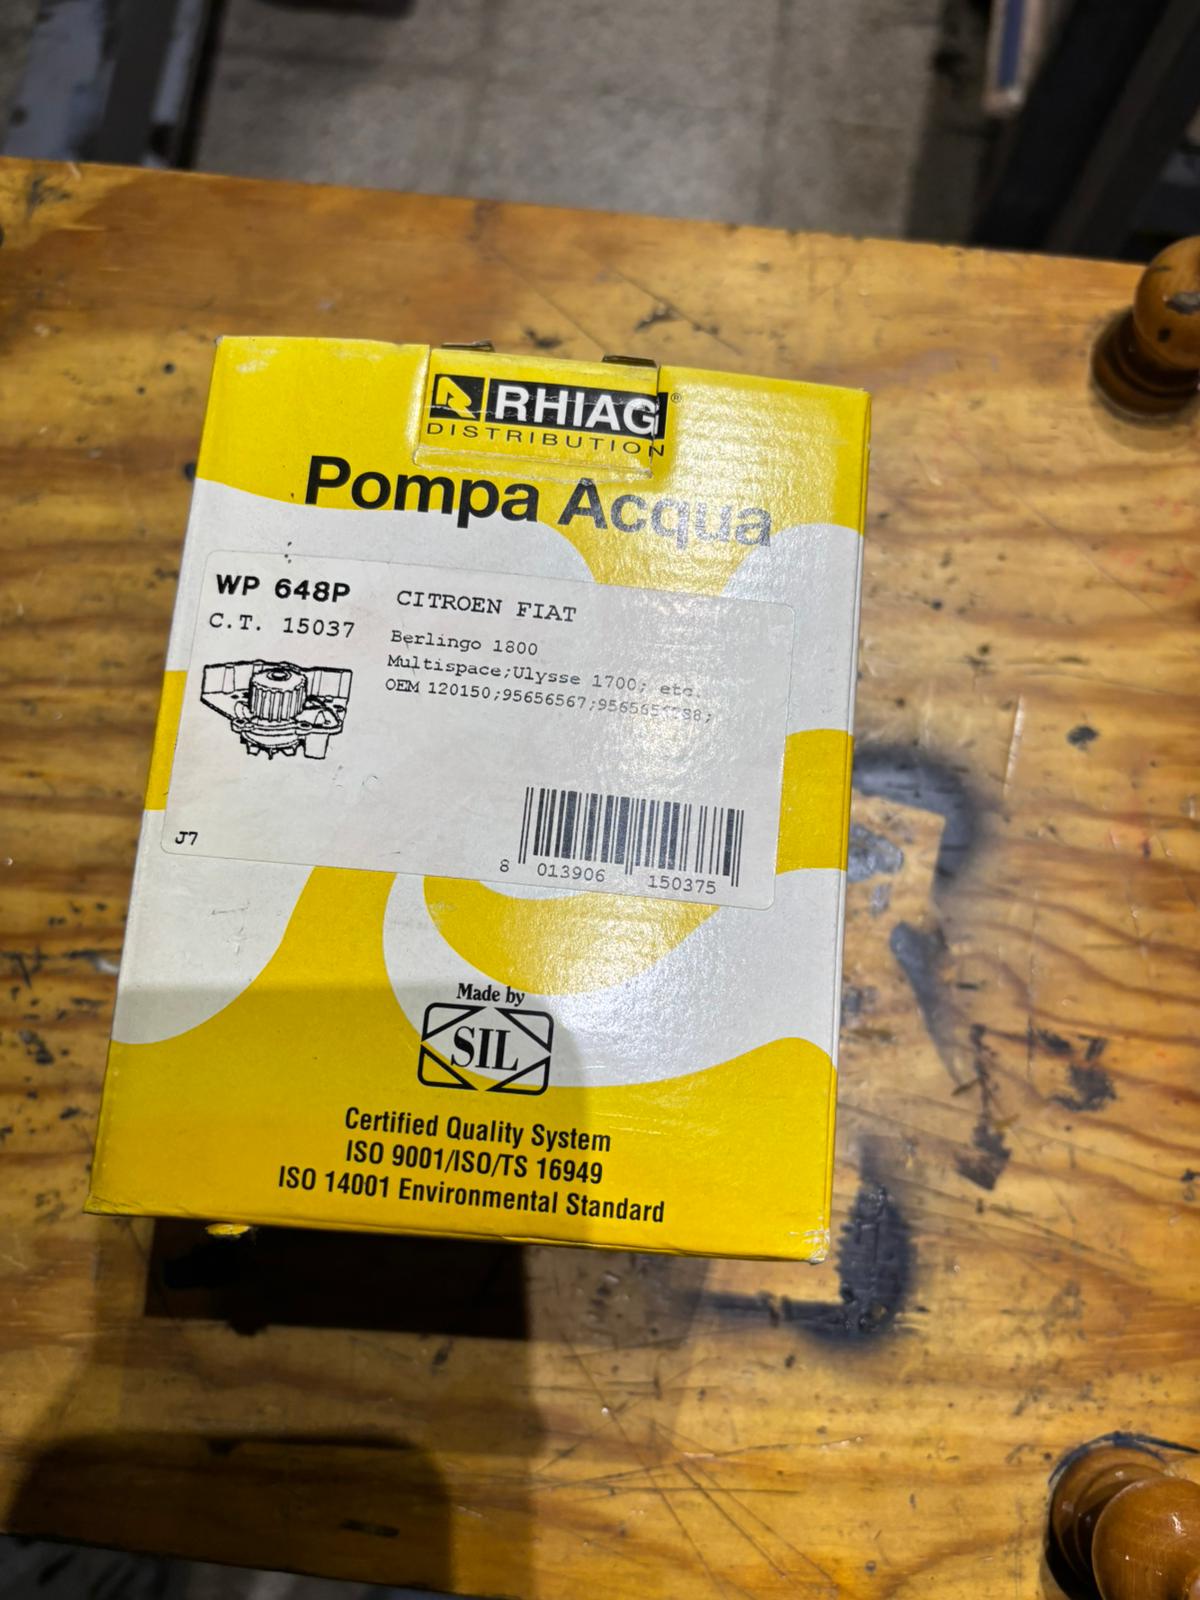 RHIAG®
DISTRIBUTION
Pompa Acqua
WP 648P
C.T. 15037
CITROEN FIAT
Berlingo 1800
Multispace;Ulysse 1700; etc.
OEM 120150;95656567;
J7
8 013906 150375
Made by
SIL
Certified Quality System
ISO 9001/ISO/TS 16949
ISO 14001 Environmental Standard